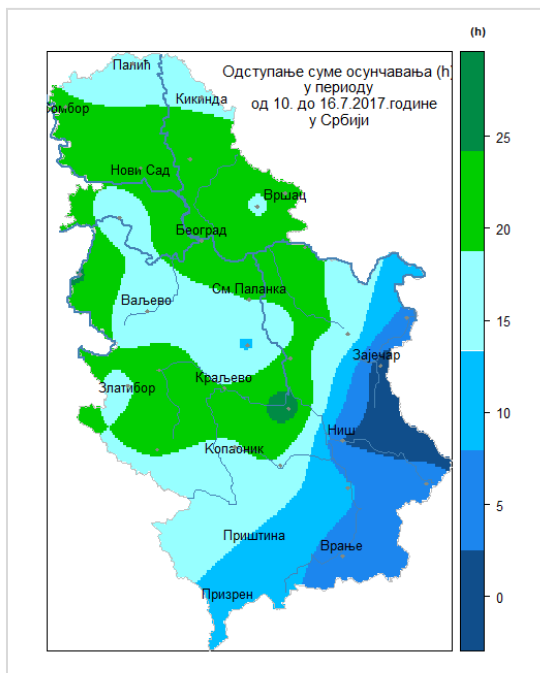 (h)
Одступање суме осунчавања (h)
у периоду
од 10. до 16.7.2017.године
у Србији
Палић
Кикинда
Сомбор
Нови Сад
Вршац
Београд
См Паланка
Ваљево
Зајечар
Краљево
Златибор
Ниш
Копаоник
Приштина
Врање
Призрен
25
20
15
10
5
0